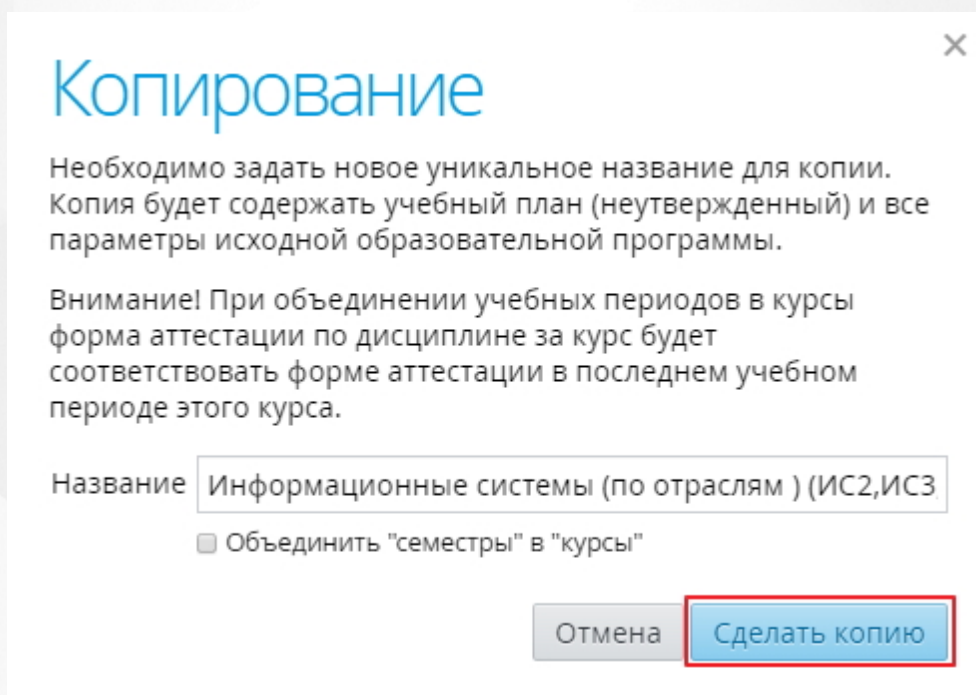 Копирование
Необходимо задать новое уникальное название для копии.
Копия будет содержать учебный план (неутвержденный) и все
параметры исходной образовательной программы.
Внимание! При объединении учебных периодов в курсы
форма аттестации по дисциплине за курс будет
соответствовать форме аттестации в последнем учебном
периоде этого курса.
Название Информационные системы (по отраслям ) (ИС2,ИС3,
Объединить "семестры" в "курсы"
Отмена Сделать копию